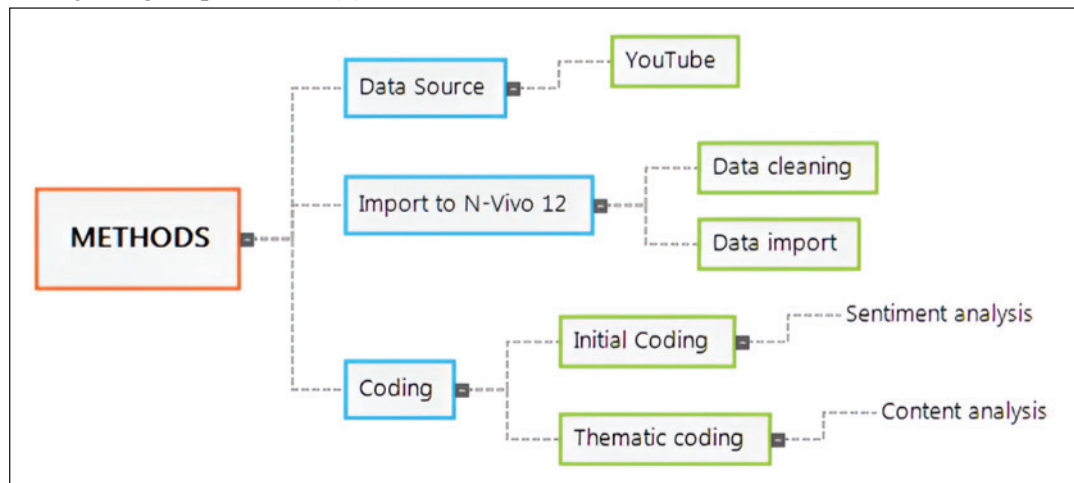 METHODS
Data Source
YouTube
Import to N-Vivo 12
Data cleaning
Data import
Coding
Initial Coding
Sentiment analysis
Thematic coding
Content analysis